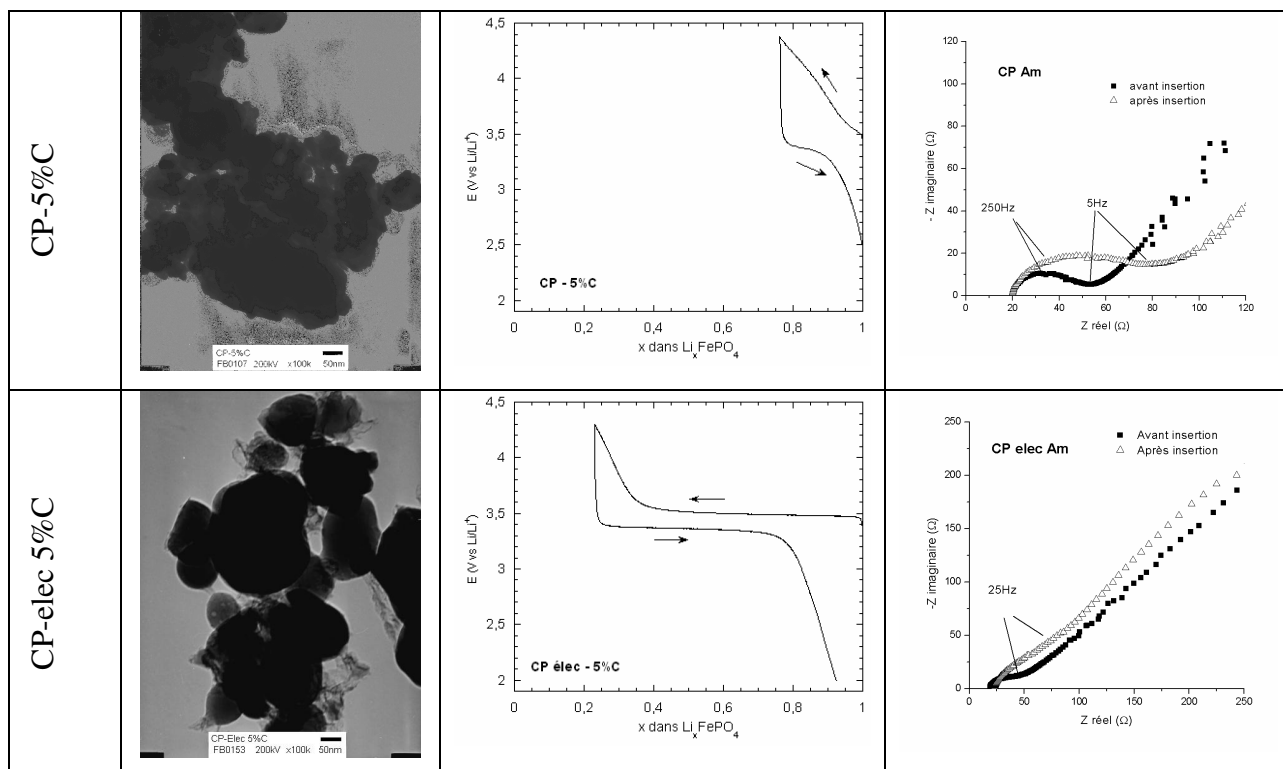 CP-5%C
CP-5%C
FB0107 200kV x100k 50nm
4,5
4
3,5
3
2,5
2
E (V vs Li/Li+)
CP - 5%C
0 0,2 0,4 0,6 0,8 1
x dans LixFePO4
120
100
80
60
40
20
0
- Z imaginaire (Ω)
CP Am
avant insertion
après insertion
250Hz
5Hz
0 20 40 60 80 100 120
Z réel (Ω)
CP-elec 5%C
CP-Elec 5%C
FB0153 200kV x100k 50nm
4,5
4
3,5
3
2,5
2
E (V vs Li/Li+)
CP élec - 5%C
0 0,2 0,4 0,6 0,8 1
x dans LixFePO4
250
200
150
100
50
0
-Z imaginaire (Ω)
CP elec Am
Avant insertion
Après insertion
25Hz
0 50 100 150 200 250
Z réel (Ω)